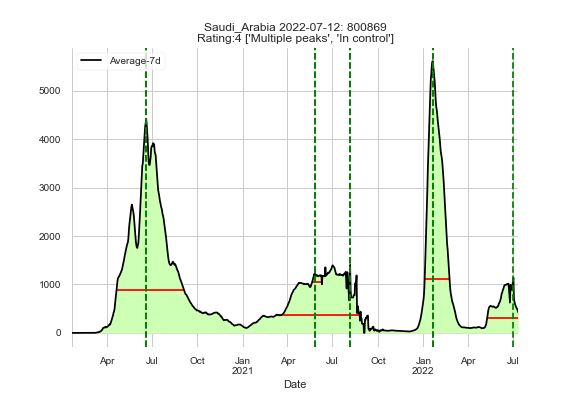 Saudi_Arabia 2022-07-12: 800869
Rating:4 ['Multiple peaks', 'In control']
Average-7d
5000
4000
3000
2000
1000
0
Apr Jul Oct Jan Apr Jul Oct Jan Apr Jul
2021 2022
Date